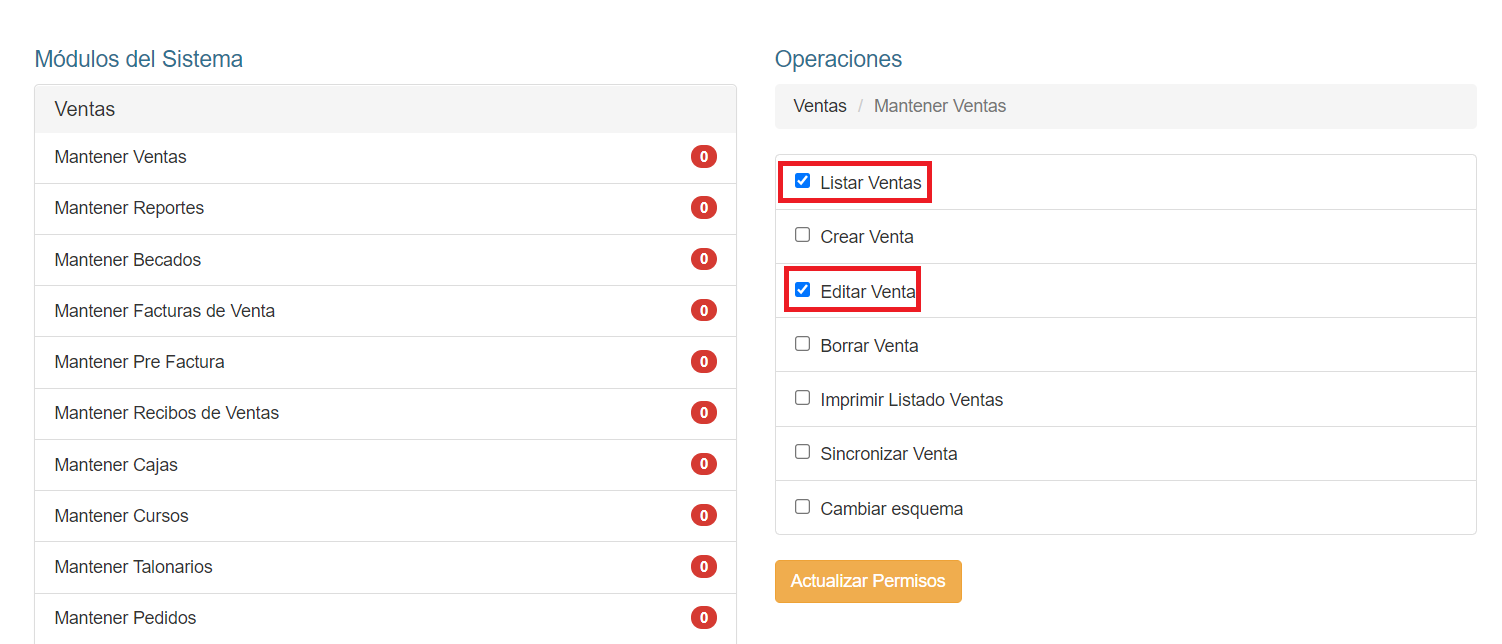 Módulos del Sistema
Ventas
Mantener Ventas 0
Mantener Reportes 0
Mantener Becados 0
Mantener Facturas de Venta 0
Mantener Pre Factura 0
Mantener Recibos de Ventas 0
Mantener Cajas 0
Mantener Cursos 0
Mantener Talonarios 0
Mantener Pedidos 0
Operaciones
Ventas / Mantener Ventas
Listar Ventas
Crear Venta
Editar Venta
Borrar Venta
Imprimir Listado Ventas
Sincronizar Venta
Cambiar esquema
Actualizar Permisos